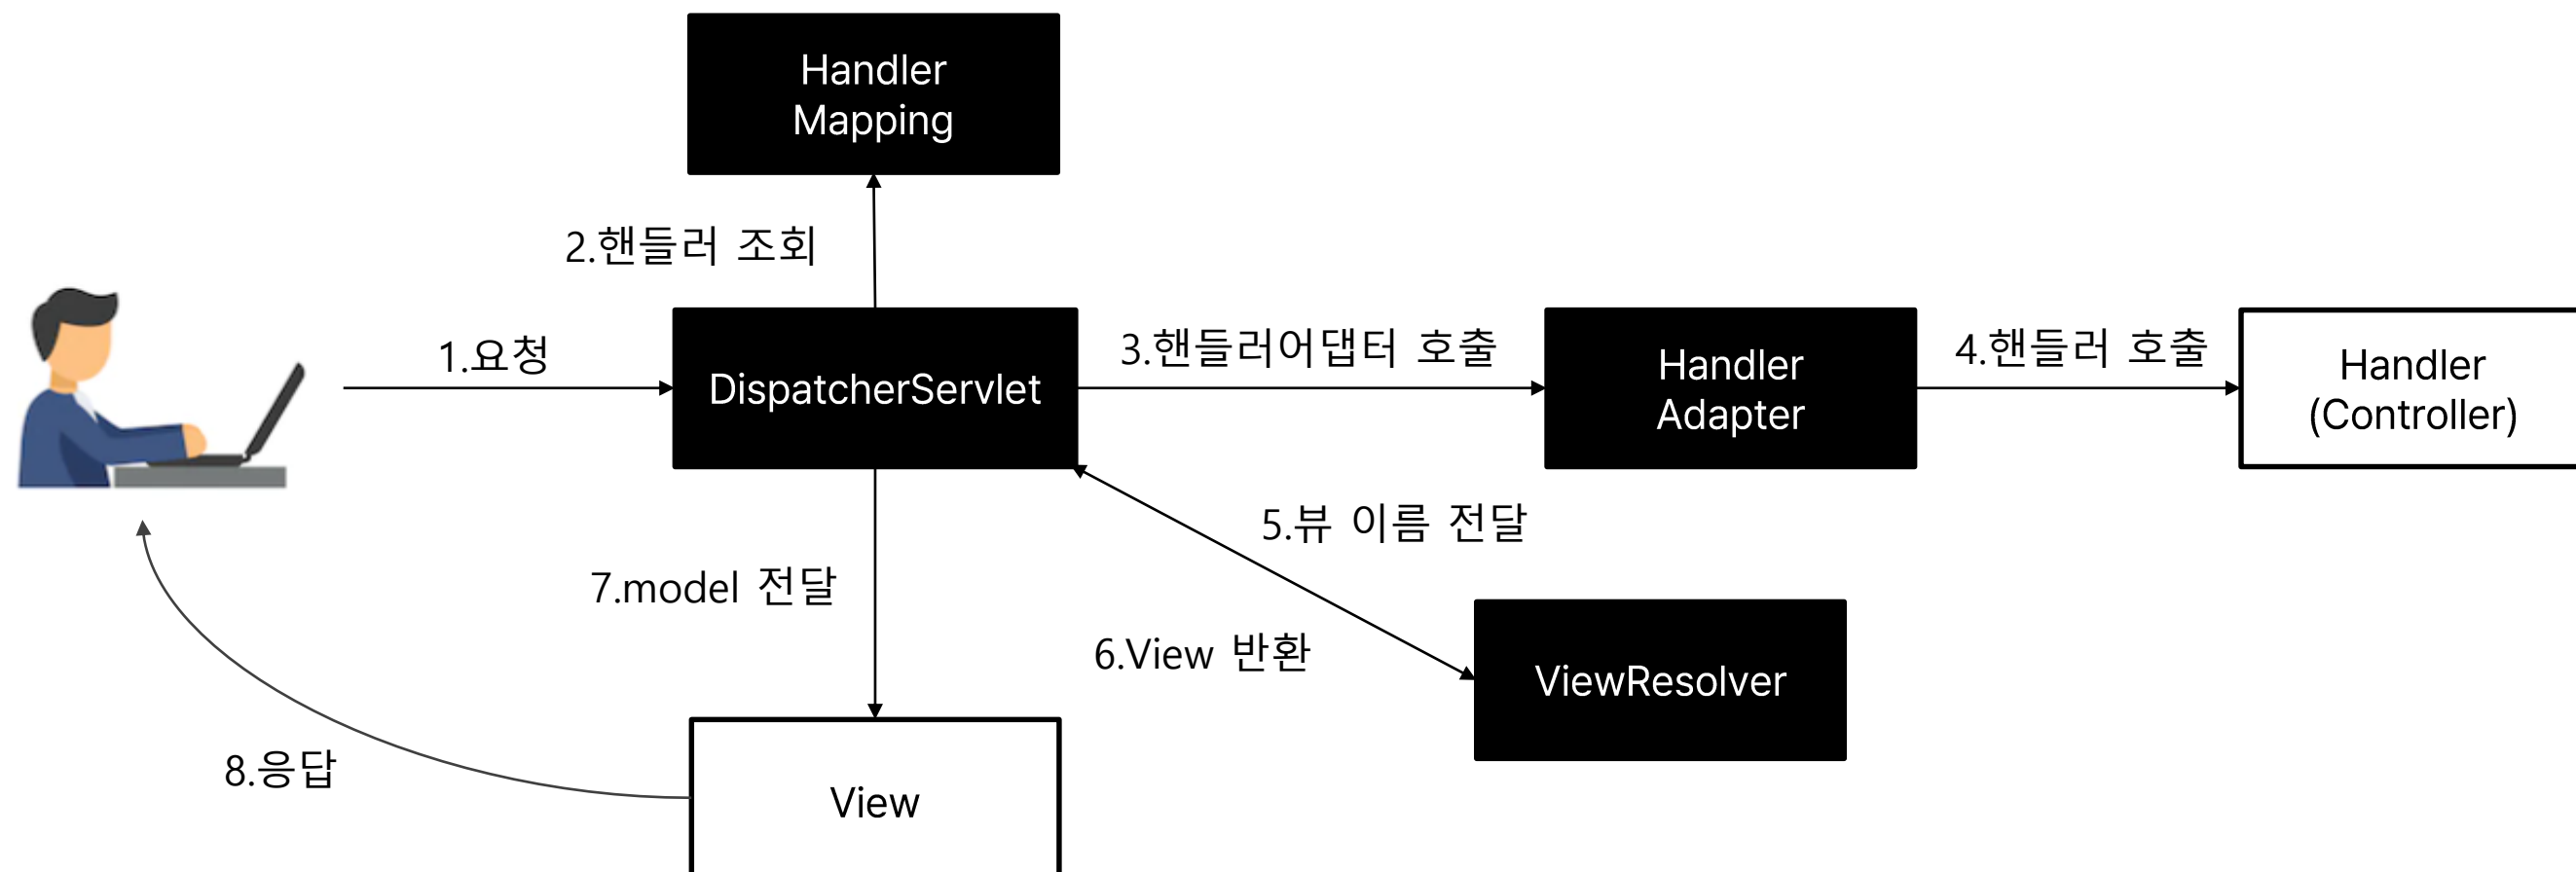 Handler
Mapping
2.핸들러 조회
1.요청
DispatcherServlet
3.핸들러어댑터 호출
Handler
Adapter
4.핸들러 호출
Handler
(Controller)
5.뷰 이름 전달
7.model 전달
6.View 반환
ViewResolver
8.응답
View